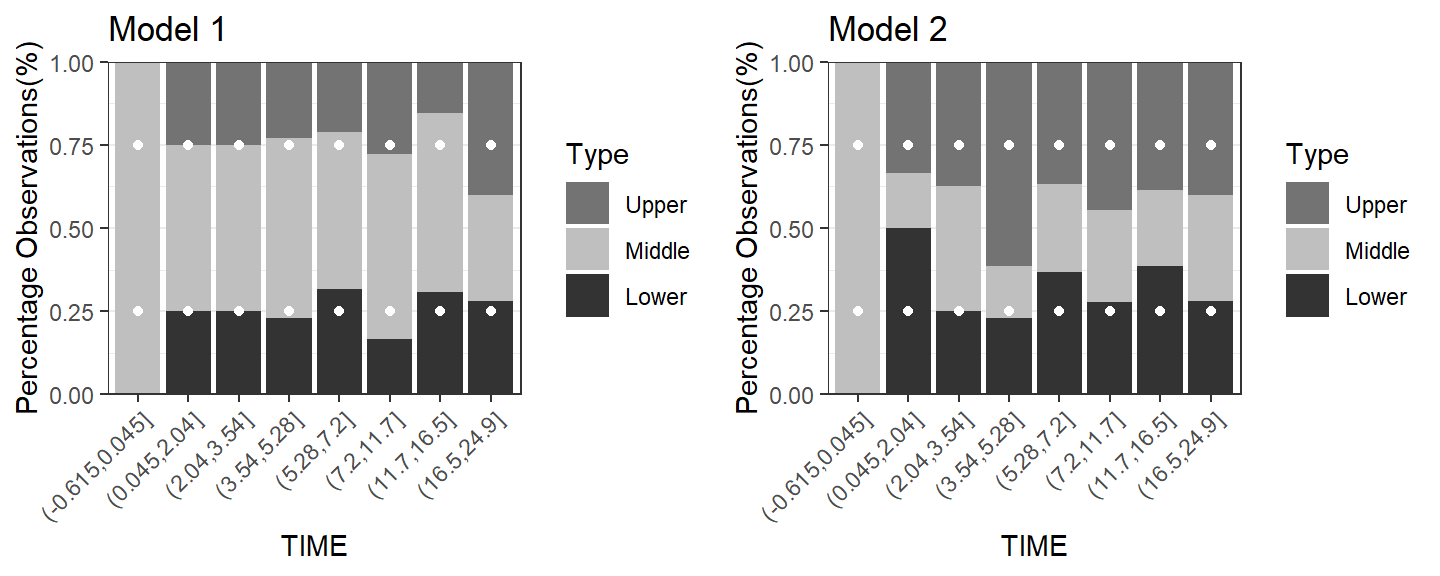 Model 1
Percentage Observations(%)
1.00
0.75
0.50
0.25
0.00
(-0.615,0.045]
(0.045,2.04]
(2.04,3.54]
(3.54,5.28]
(5.28,7.2]
(7.2,11.7]
(11.7,16.5]
(16.5,24.9]
TIME
Type
Upper
Middle
Lower
Model 2
Percentage Observations(%)
1.00
0.75
0.50
0.25
0.00
(-0.615,0.045]
(0.045,2.04]
(2.04,3.54]
(3.54,5.28]
(5.28,7.2]
(7.2,11.7]
(11.7,16.5]
(16.5,24.9]
TIME
Type
Upper
Middle
Lower